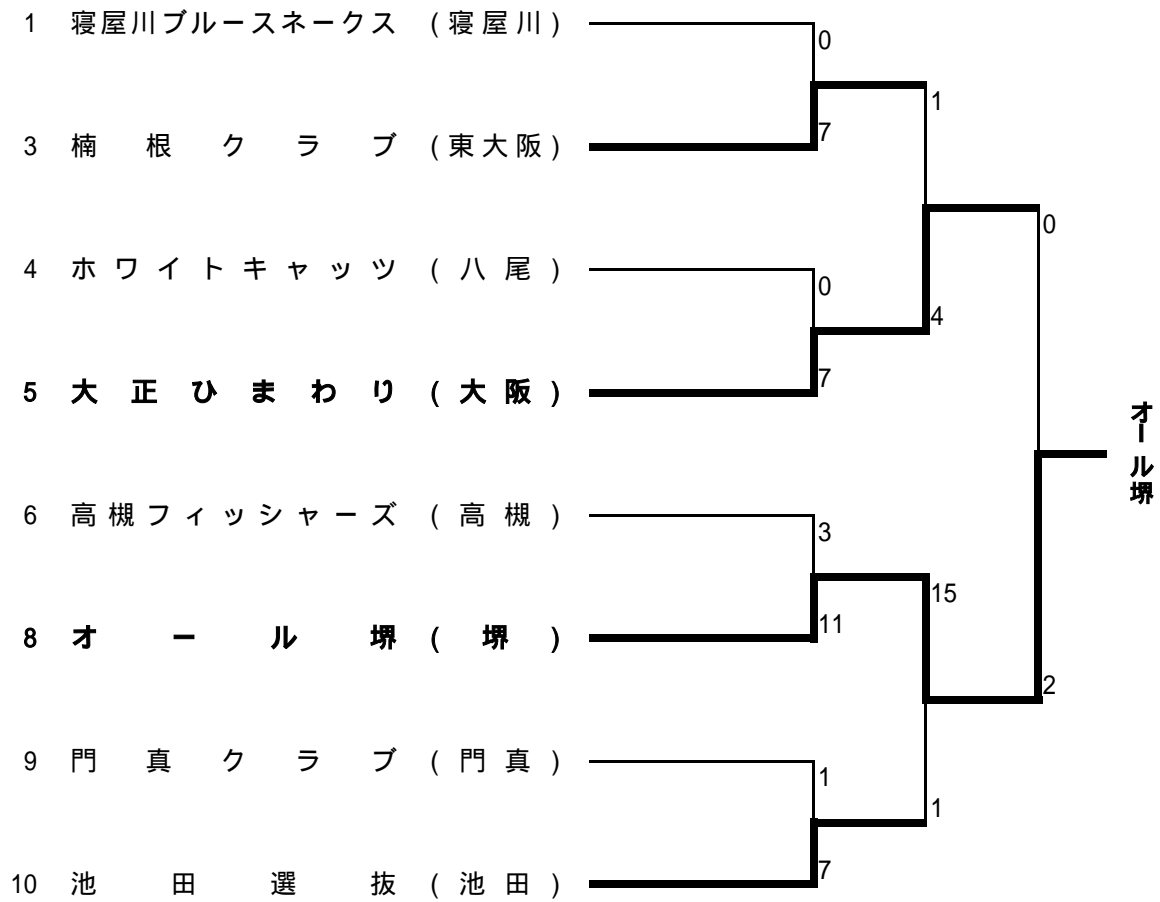 1 寝屋川ブルースネークス (寝屋川)
0
1
7
3 楠根クラブ (東大阪)
0
4 ホワイトキャッツ (八尾)
0
4
7
5 大正ひまわり (大阪)
オール堺
6 高槻フィッシャーズ (高槻)
3
15
11
8 オール堺 (堺)
2
9 門真クラブ (門真)
1
1
7
10 池田選抜 (池田)